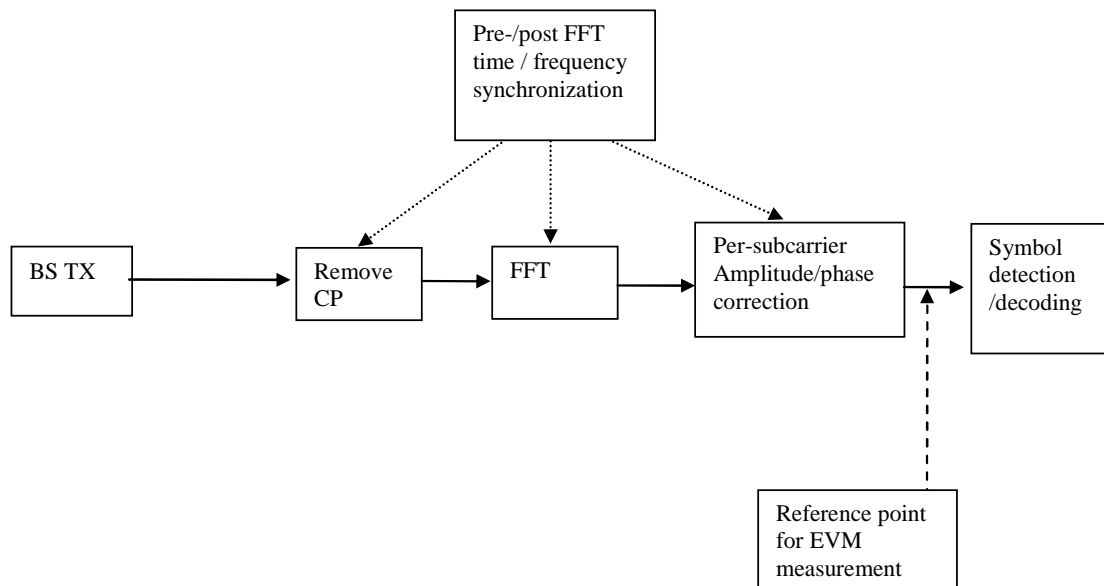 Pre-/post FFT
time / frequency
synchronization
BS TX
Remove
CP
FFT
Per-subcarrier
Amplitude/phase
correction
Symbol
detection
/decoding
Reference point
for EVM
measurement